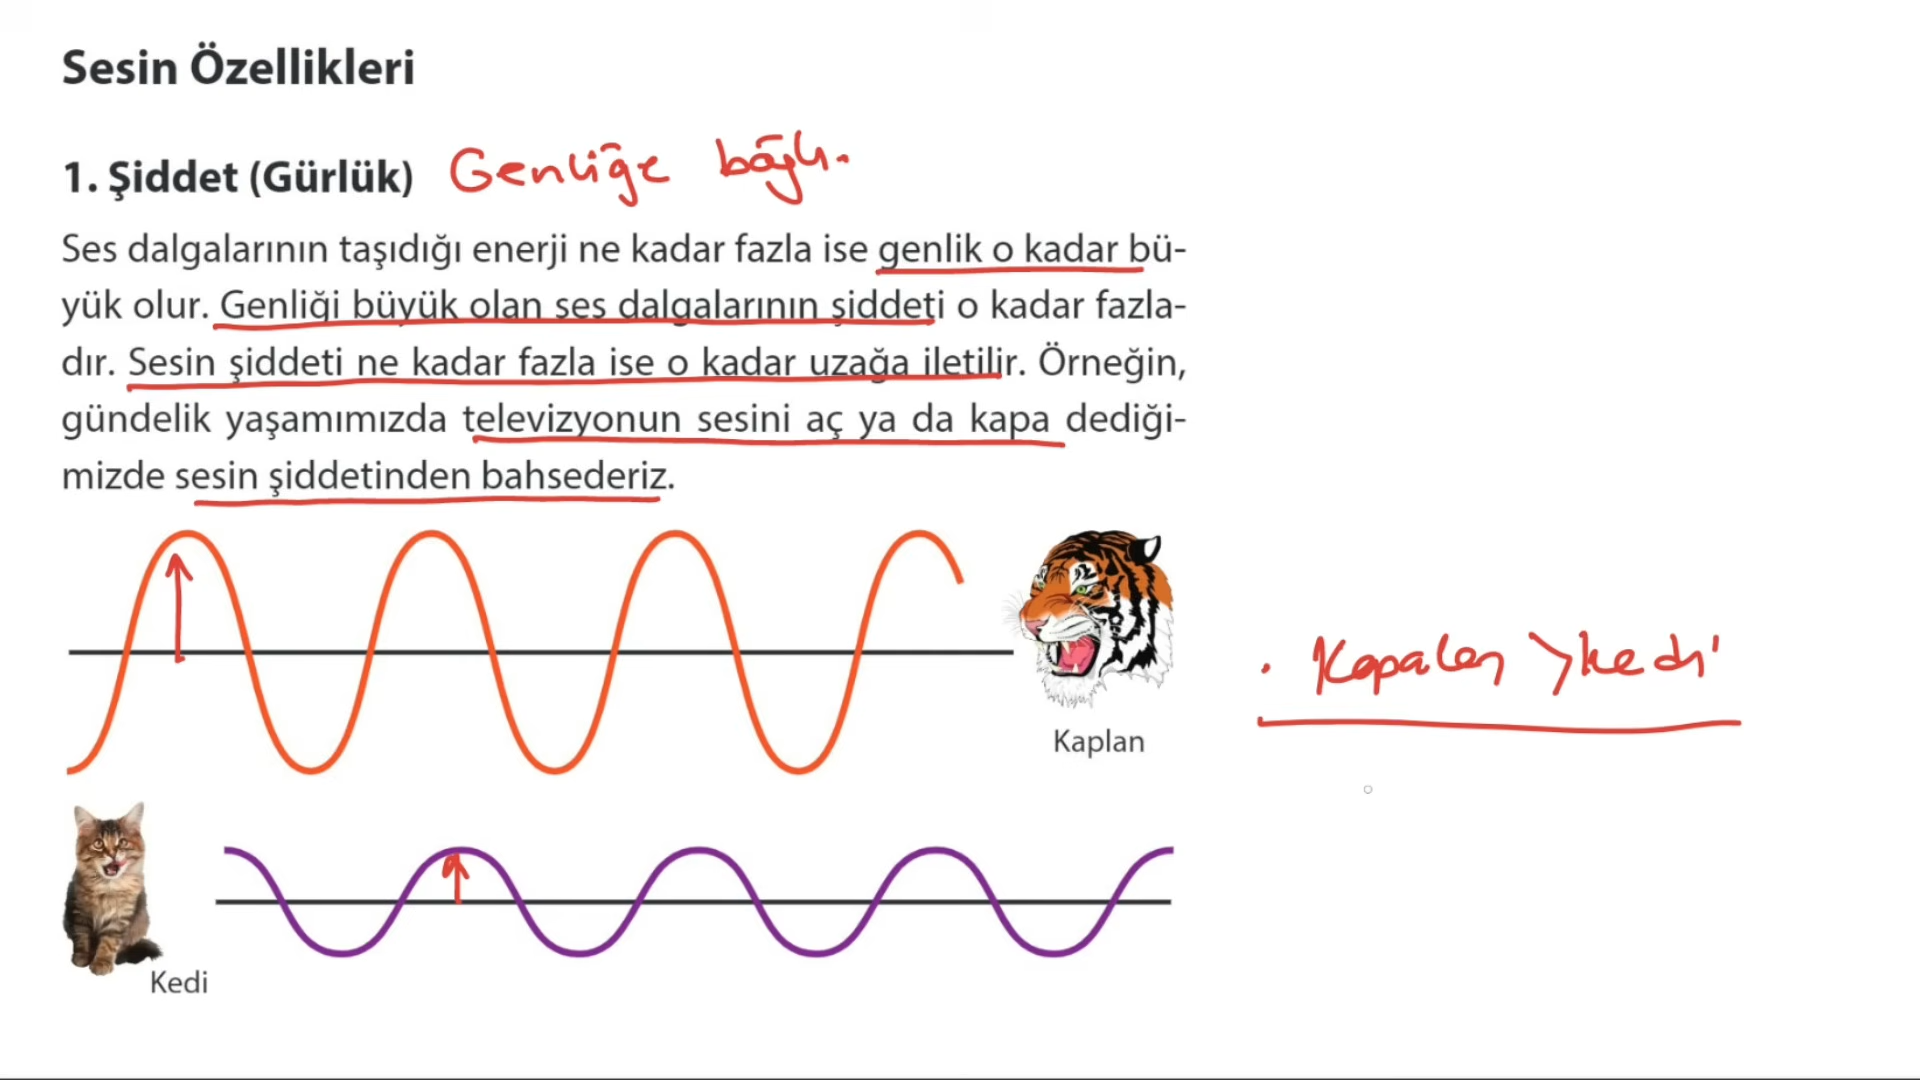 Sesin Özellikleri
1. Şiddet (Gürlük) Genliğe bağlı.
Ses dalgalarının taşıdığı enerji ne kadar fazla ise genlik o kadar bü-
yük olur. Genliği büyük olan ses dalgalarının şiddeti o kadar fazla-
dır. Sesin şiddeti ne kadar fazla ise o kadar uzağa iletilir. Örneğin,
gündelik yaşamımızda televizyonun sesini aç ya da kapa dediği-
mizde sesin şiddetinden bahsederiz.
> kedi
Kaplan
Kedi